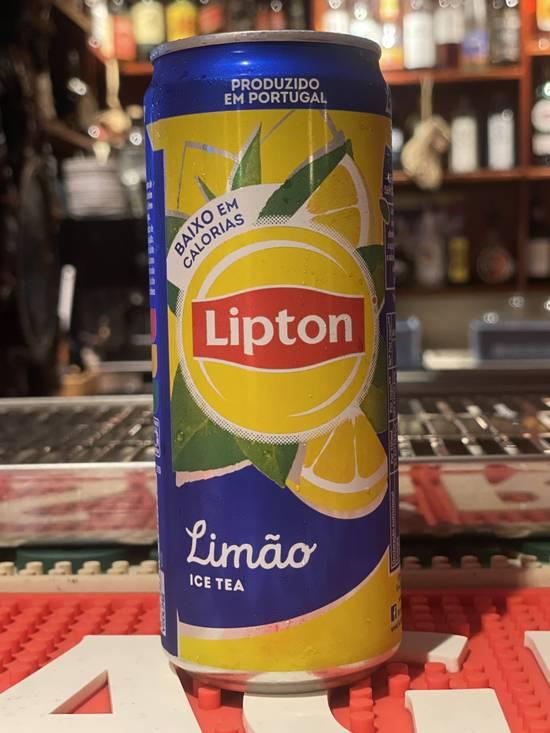 PRODUZIDO
EM PORTUGAL
BAIXO EM
CALORIAS
Lipton
Limão
ICE TEA